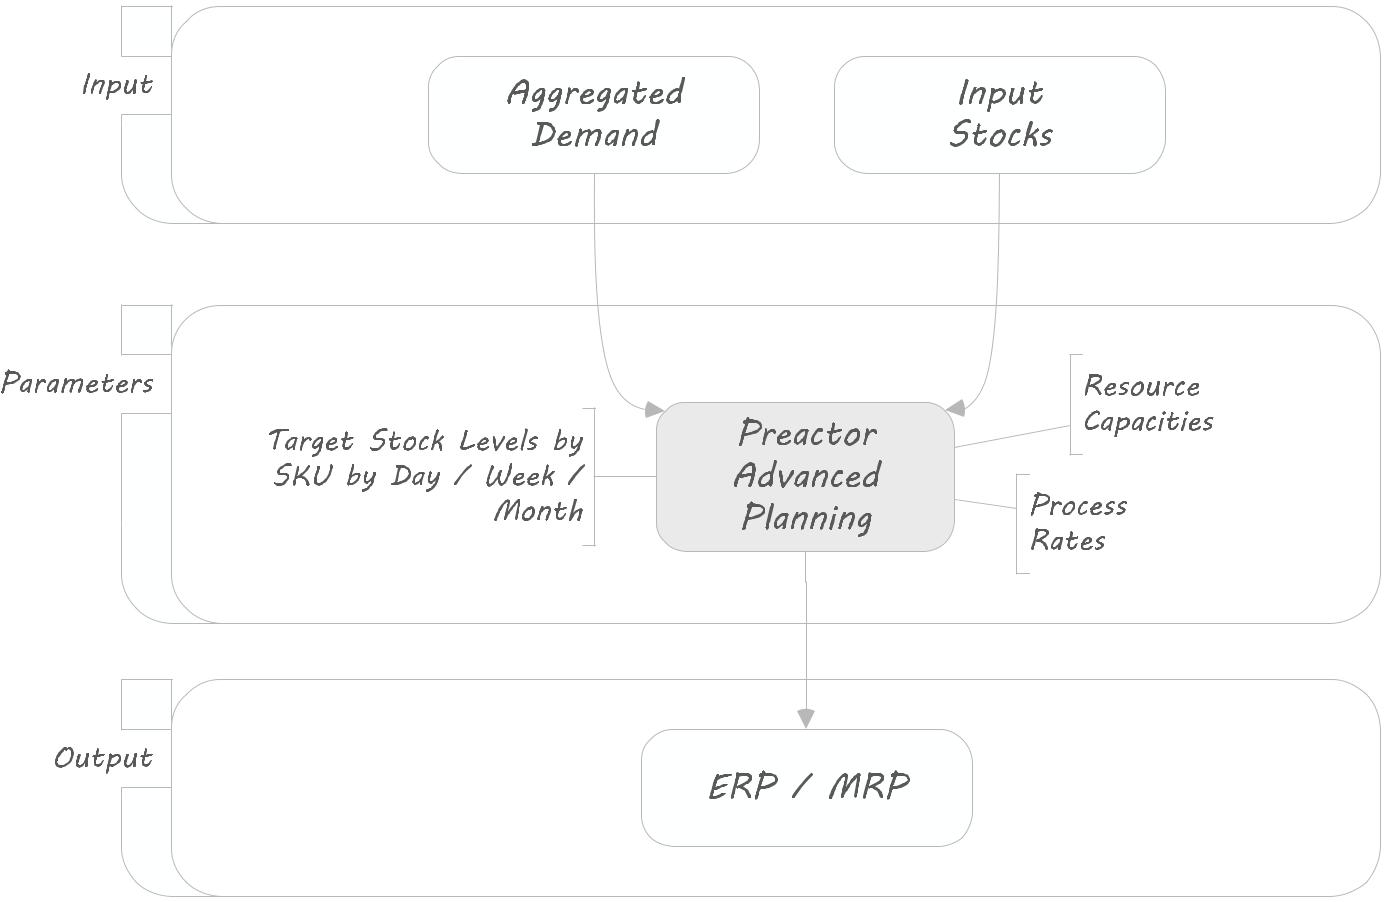 Input
Aggregated
Demand
Input
Stocks
Parameters
Target Stock Levels by
SKU by Day / Week /
Month
Preactor
Advanced
Planning
Resource
Capacities
Process
Rates
Output
ERP / MRP